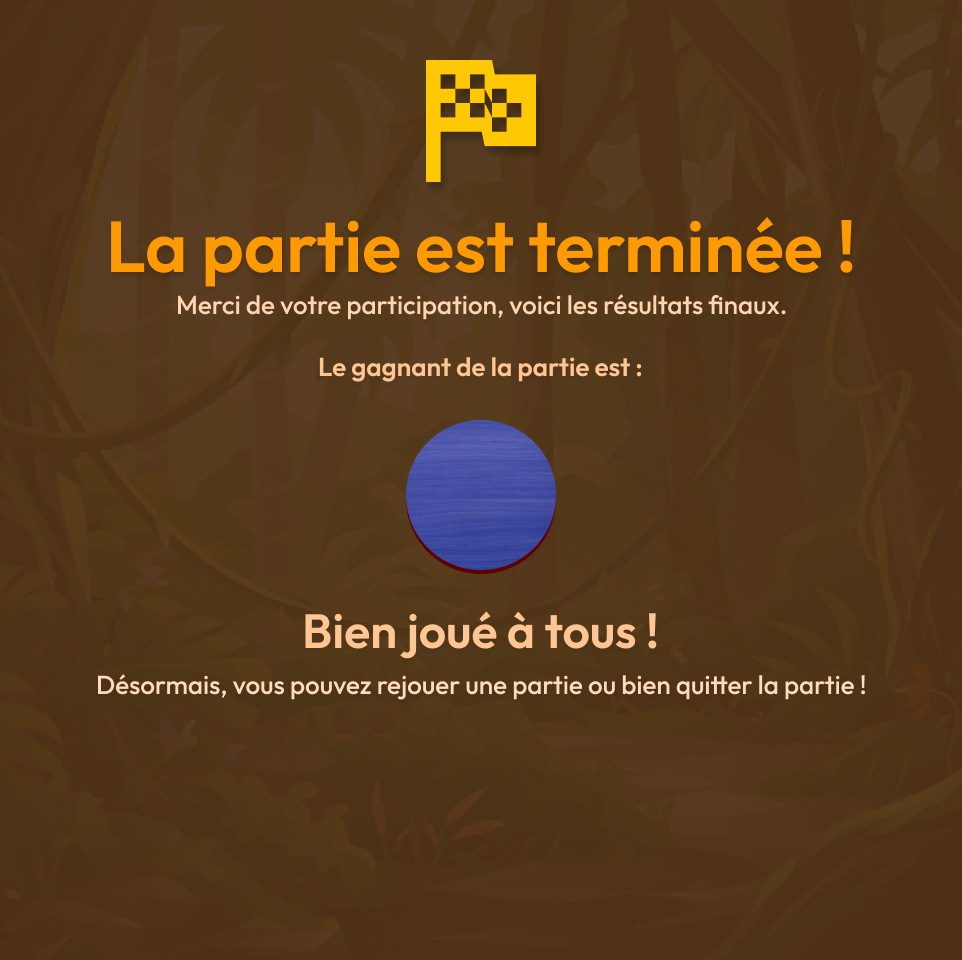 La partie est terminée !
Merci de votre participation, voici les résultats finaux.
Le gagnant de la partie est :
Bien joué à tous !
Désormais, vous pouvez rejouer une partie ou bien quitter la partie !